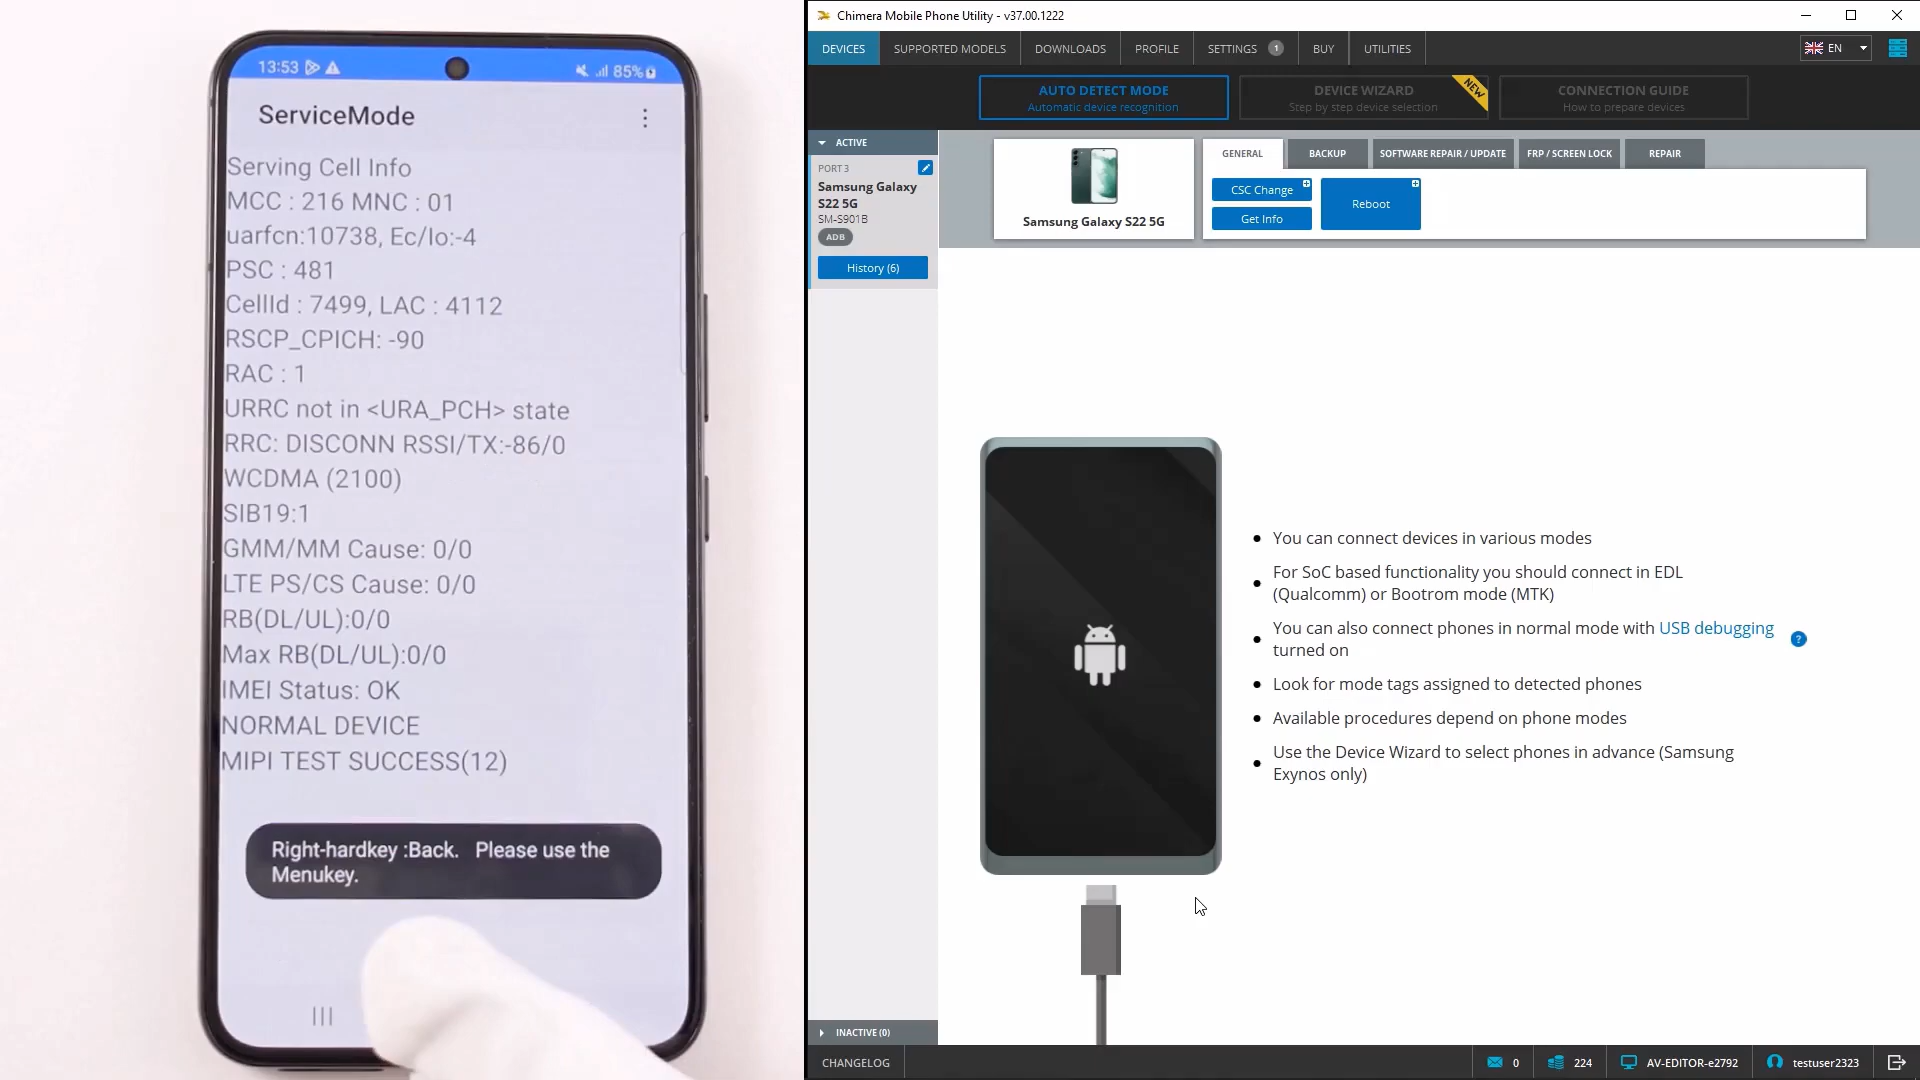 13:53
85%
ServiceMode
Serving Cell Info
MCC : 216 MNC : 01
uarfcn:10738, Ec/Io:-4
PSC : 481
CellId : 7499, LAC : 4112
RSCP_CPICH: -90
RAC : 1
URRC not in <URA_PCH> state
RRC: DISCONN RSSI/TX:-86/0
WCDMA (2100)
SIB19:1
GMM/MM Cause: 0/0
LTE PS/CS Cause: 0/0
RB(DL/UL):0/0
Max RB(DL/UL):0/0
IMEI Status: OK
NORMAL DEVICE
MIPI TEST SUCCESS(12)
Right-hardkey :Back. Please use the
Menukey.
Chimera Mobile Phone Utility - v37.00.1222
DEVICES
SUPPORTED MODELS
DOWNLOADS
PROFILE
SETTINGS 1
BUY
UTILITIES
EN
AUTO DETECT MODE
Automatic device recognition
DEVICE WIZARD
Step by step device selection
NEW
CONNECTION GUIDE
How to prepare devices
ACTIVE
PORT 3
Samsung Galaxy
S22 5G
SM-S901B
ADB
History (6)
Samsung Galaxy S22 5G
GENERAL
BACKUP
SOFTWARE REPAIR / UPDATE
FRP / SCREEN LOCK
REPAIR
CSC Change
Get Info
Reboot
You can connect devices in various modes
For SoC based functionality you should connect in EDL
(Qualcomm) or Bootrom mode (MTK)
You can also connect phones in normal mode with USB debugging
turned on
?
Look for mode tags assigned to detected phones
Available procedures depend on phone modes
Use the Device Wizard to select phones in advance (Samsung
Exynos only)
INACTIVE (0)
CHANGELOG
0
224
AV-EDITOR-e2792
testuser2323